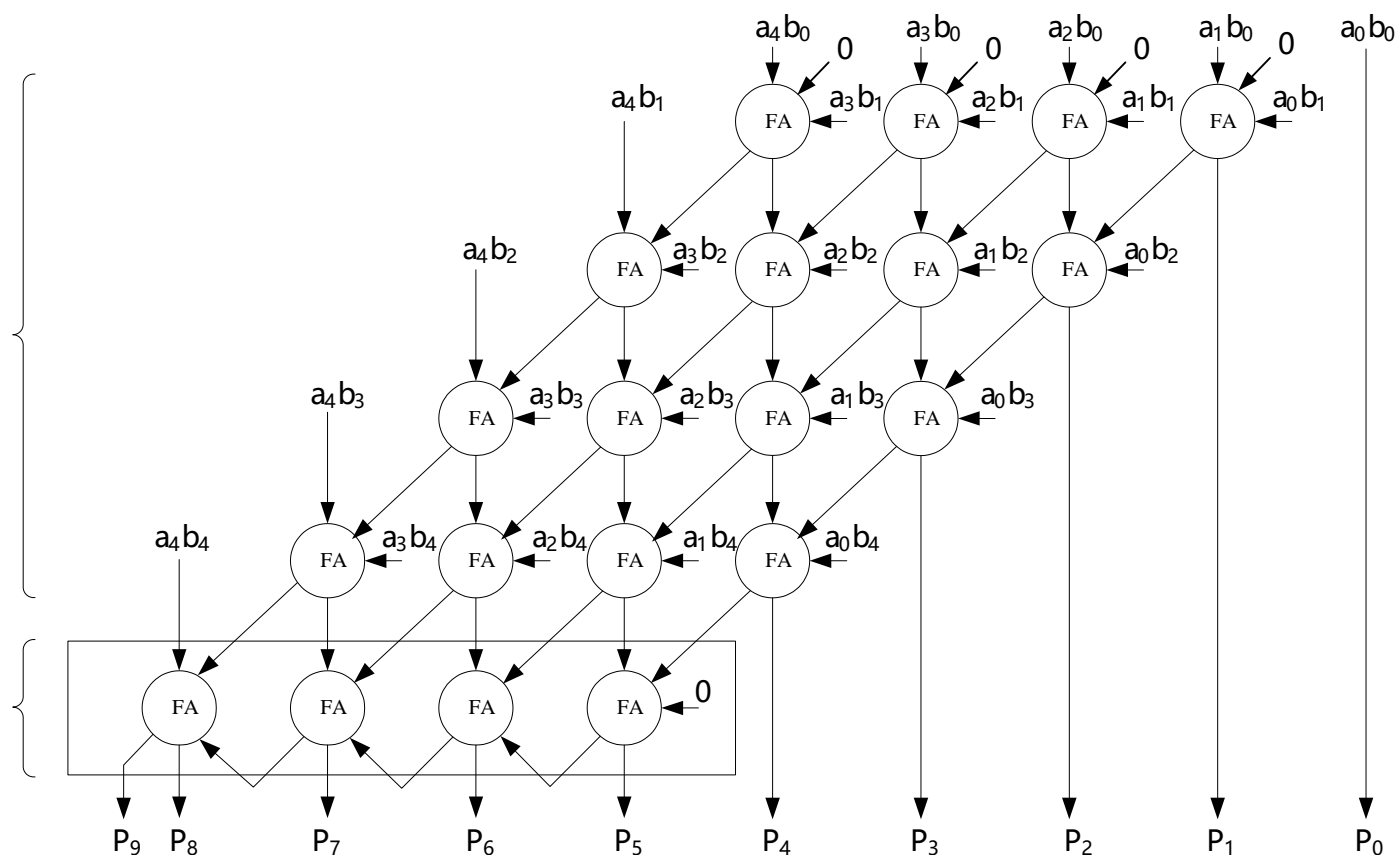 a₄b₀ 0 a₃b₀ 0 a₂b₀ 0 a₁b₀ 0 a₀b₀
a₄b₁ FA a₃b₁ FA a₂b₁ FA a₁b₁ FA a₀b₁
a₄b₂ FA a₃b₂ FA a₂b₂ FA a₁b₂ FA a₀b₂
a₄b₃ FA a₃b₃ FA a₂b₃ FA a₁b₃ FA a₀b₃
a₄b₄ FA a₃b₄ FA a₂b₄ FA a₁b₄ FA a₀b₄
FA FA FA FA 0
P₉ P₈ P₇ P₆ P₅ P₄ P₃ P₂ P₁ P₀